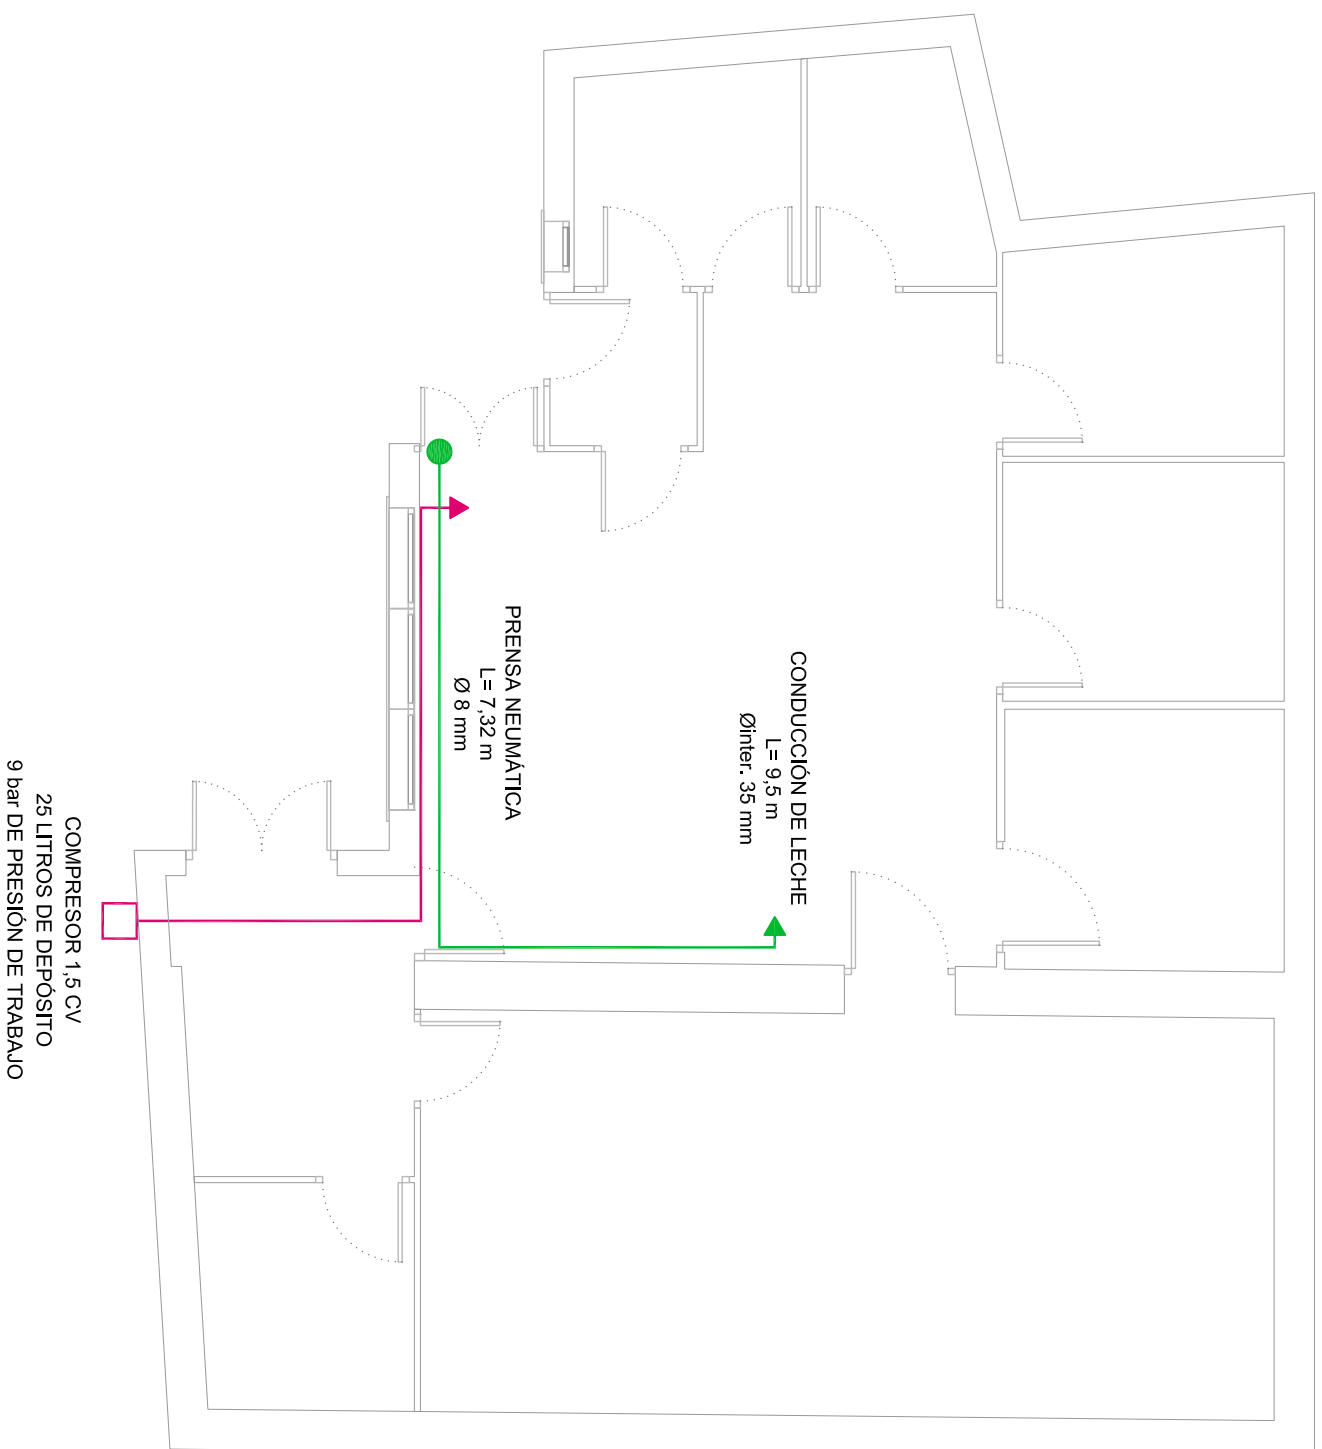 CONDUCCIÓN DE LECHE
L= 9,5 m
Øinter. 35 mm
PRENSA NEUMÁTICA
L= 7,32 m
Ø 8 mm
COMPRESOR 1,5 CV
25 LITROS DE DEPÓSITO
9 bar DE PRESIÓN DE TRABAJO